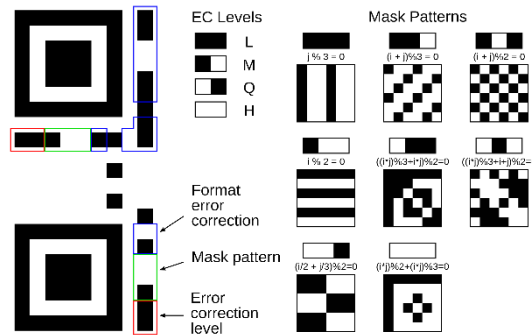 EC Levels
L
M
Q
H
Format
error
correction
Mask pattern
Error
correction
level
Mask Patterns
j % 3 = 0
(i + j)%3 = 0
(i + j)%2 = 0
i % 2 = 0
((i*j)%3+i*j)%2=0
((i*j)%3+i+j)%2=
(i/2 + j/3)%2=0
(i*j)%2+(i*j)%3=0